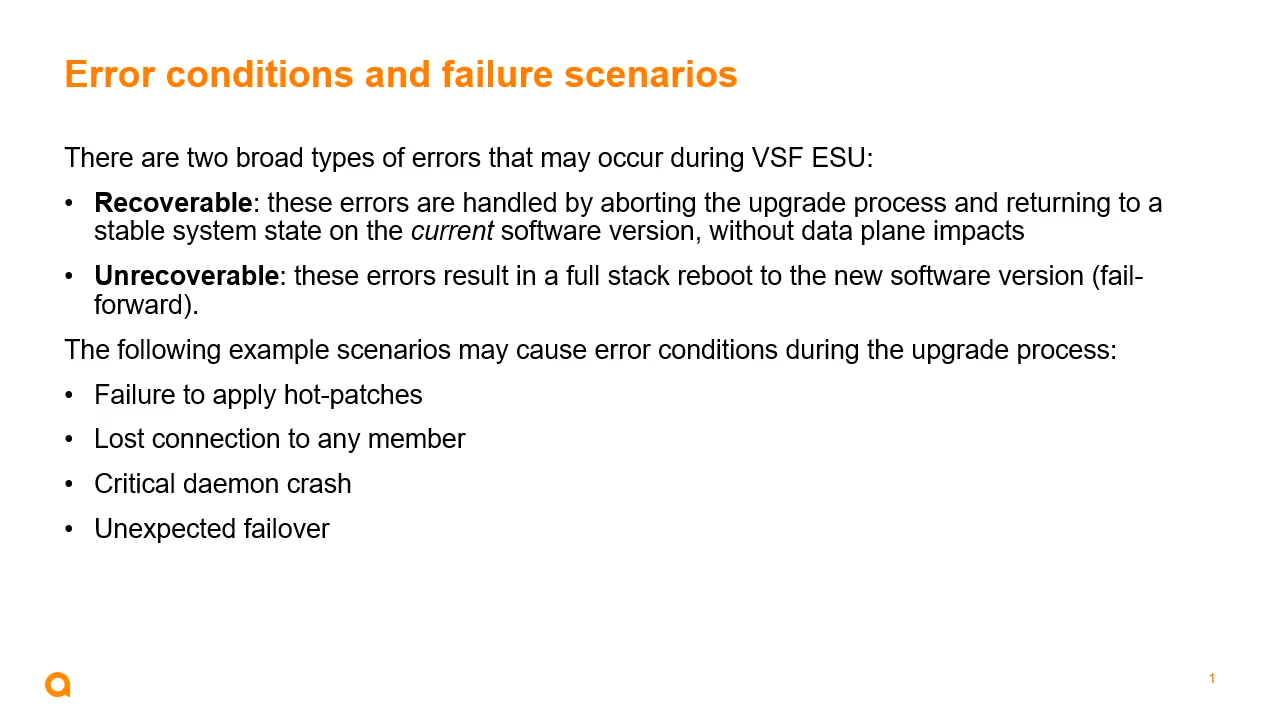 Error conditions and failure scenarios
There are two broad types of errors that may occur during VSF ESU:
• Recoverable: these errors are handled by aborting the upgrade process and returning to a
stable system state on the current software version, without data plane impacts
• Unrecoverable: these errors result in a full stack reboot to the new software version (fail-
forward).
The following example scenarios may cause error conditions during the upgrade process:
• Failure to apply hot-patches
• Lost connection to any member
• Critical daemon crash
• Unexpected failover
1